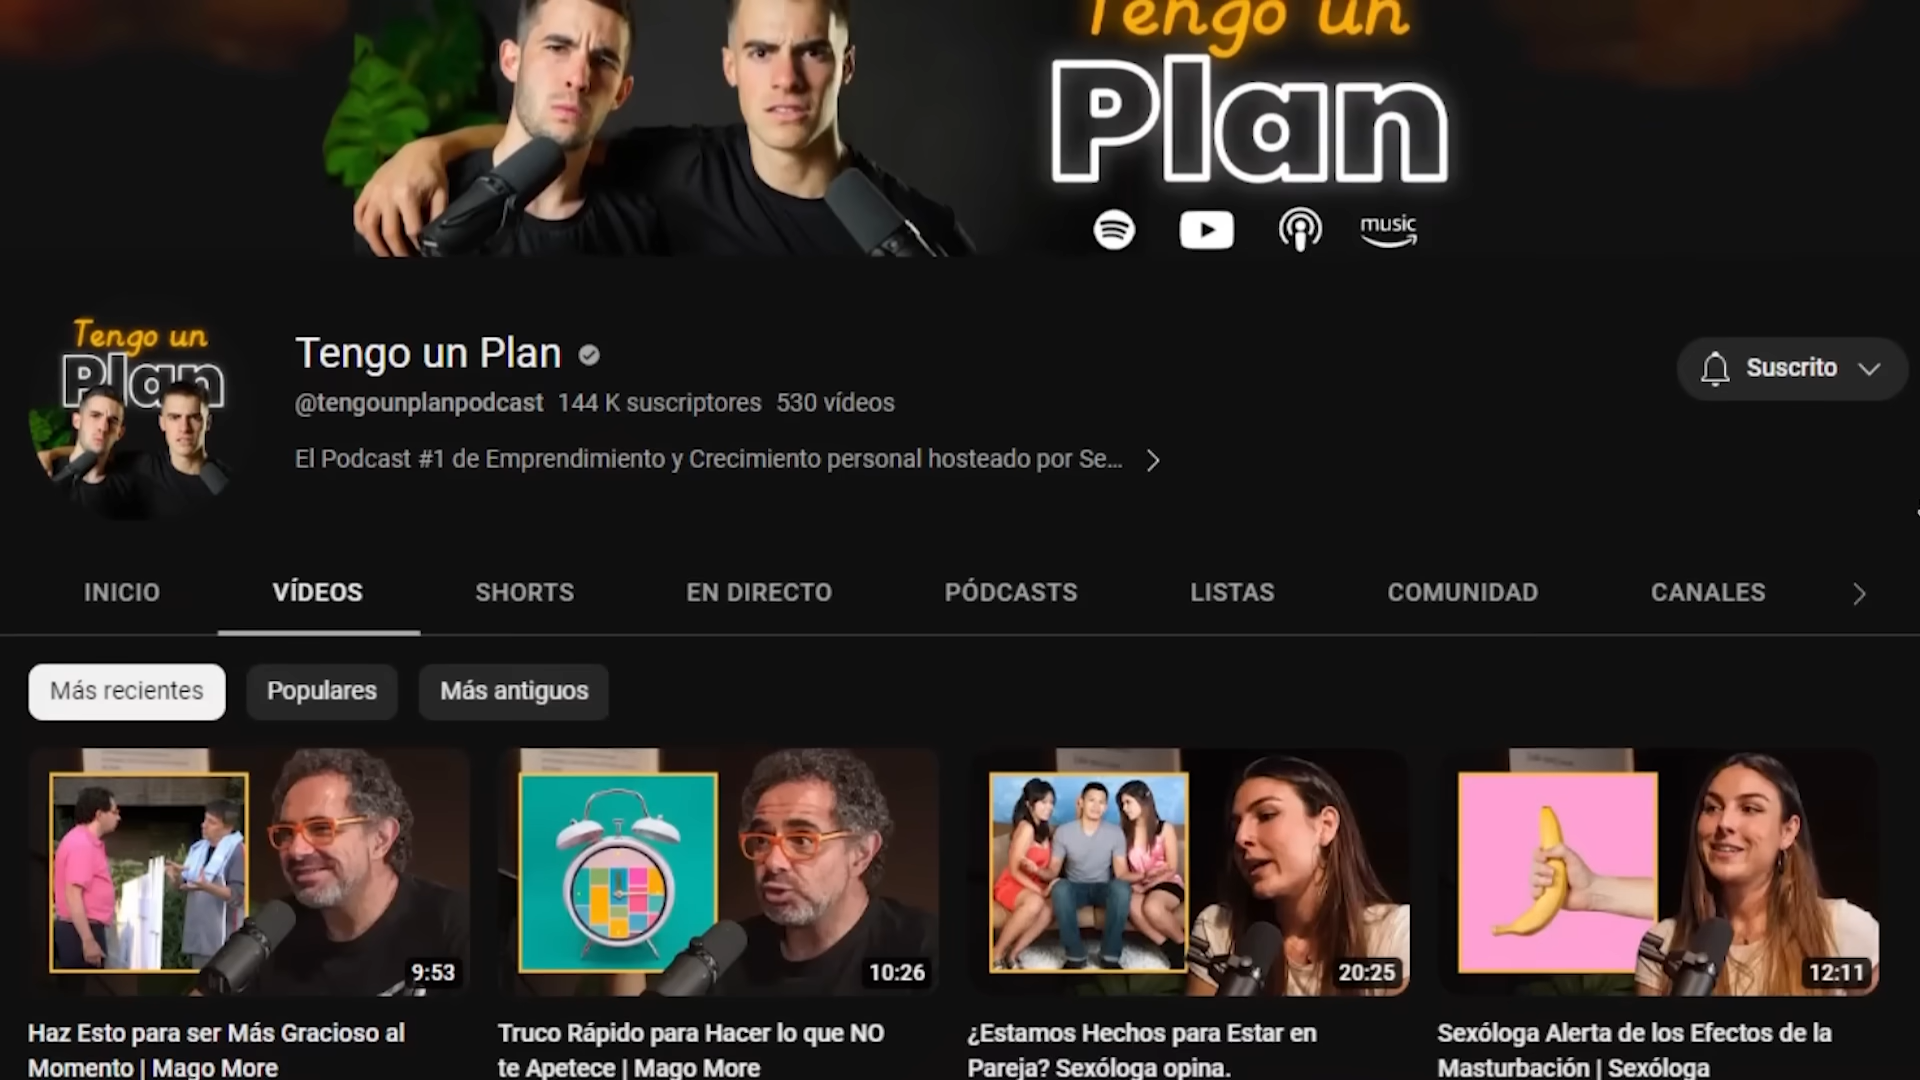 Tengo un
Plan
music
Tengo un
Plan
Tengo un Plan
@tengounplanpodcast 144 K suscriptores 530 vídeos
El Podcast #1 de Emprendimiento y Crecimiento personal hosteado por Se...
Suscrito
INICIO VÍDEOS SHORTS EN DIRECTO PÓDCASTS LISTAS COMUNIDAD CANALES
Más recientes Populares Más antiguos
9:53 10:26 20:25 12:11
Haz Esto para ser Más Gracioso al
Momento | Mago More
Truco Rápido para Hacer lo que NO
te Apetece | Mago More
¿Estamos Hechos para Estar en
Pareja? Sexóloga opina.
Sexóloga Alerta de los Efectos de la
Masturbación | Sexóloga